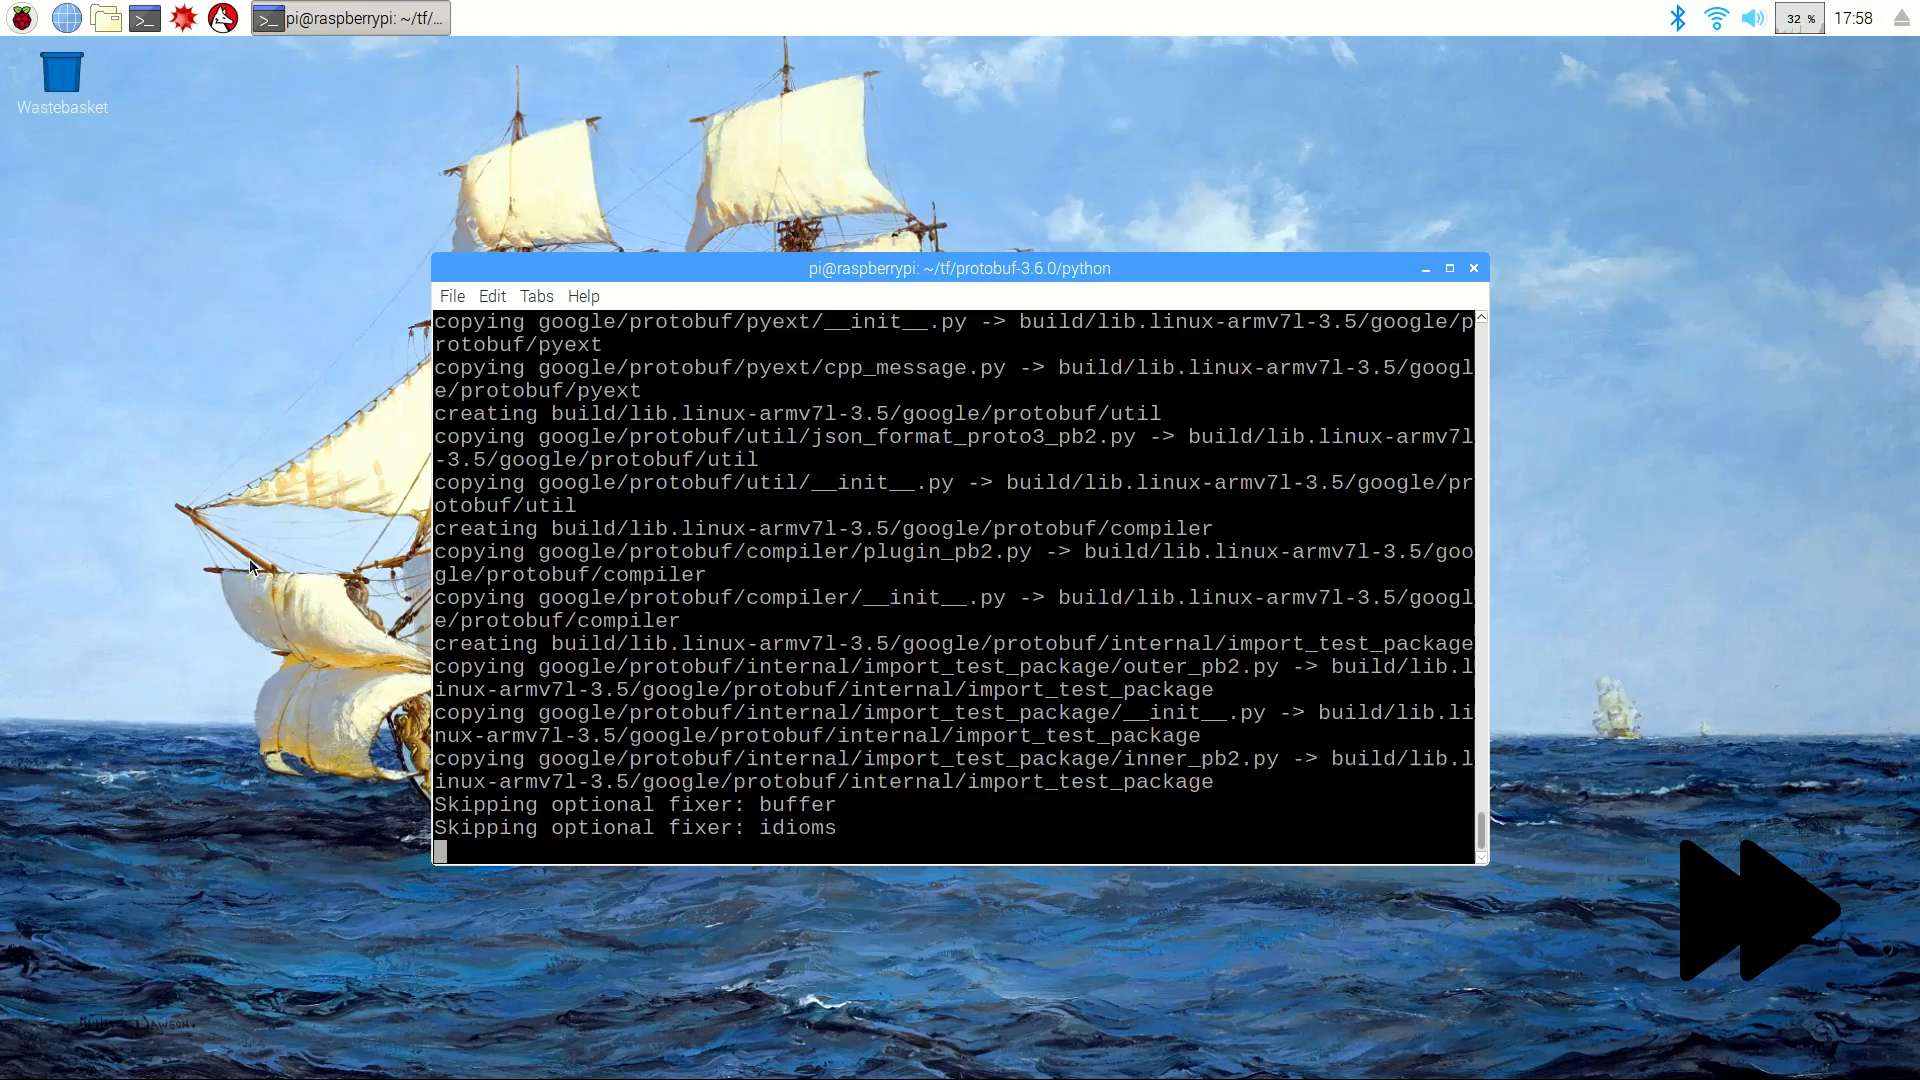 pi@raspberrypi: ~/tf/...
32 %
17:58
Wastebasket
pi@raspberrypi: ~/tf/protobuf-3.6.0/python
File Edit Tabs Help
copying google/protobuf/pyext/__init__.py -> build/lib.linux-armv7l-3.5/google/p
rotobuf/pyext
copying google/protobuf/pyext/cpp_message.py -> build/lib.linux-armv7l-3.5/googl
e/protobuf/pyext
creating build/lib.linux-armv7l-3.5/google/protobuf/util
copying google/protobuf/util/json_format_proto3_pb2.py -> build/lib.linux-armv7l
-3.5/google/protobuf/util
copying google/protobuf/util/__init__.py -> build/lib.linux-armv7l-3.5/google/pr
otobuf/util
creating build/lib.linux-armv7l-3.5/google/protobuf/compiler
copying google/protobuf/compiler/plugin_pb2.py -> build/lib.linux-armv7l-3.5/goo
gle/protobuf/compiler
copying google/protobuf/compiler/__init__.py -> build/lib.linux-armv7l-3.5/googl
e/protobuf/compiler
creating build/lib.linux-armv7l-3.5/google/protobuf/internal/import_test_package
copying google/protobuf/internal/import_test_package/outer_pb2.py -> build/lib.l
inux-armv7l-3.5/google/protobuf/internal/import_test_package
copying google/protobuf/internal/import_test_package/__init__.py -> build/lib.li
nux-armv7l-3.5/google/protobuf/internal/import_test_package
copying google/protobuf/internal/import_test_package/inner_pb2.py -> build/lib.l
inux-armv7l-3.5/google/protobuf/internal/import_test_package
Skipping optional fixer: buffer
Skipping optional fixer: idioms